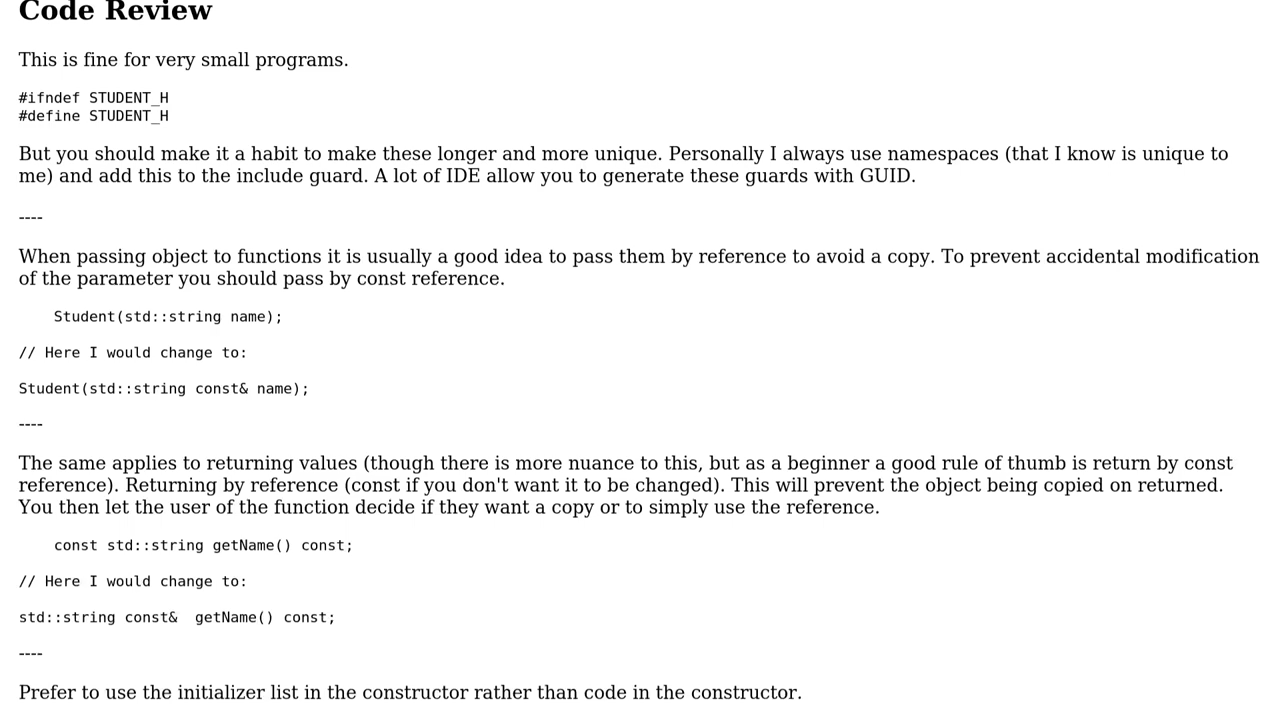 Code Review
This is fine for very small programs.
#ifndef STUDENT_H
#define STUDENT_H
But you should make it a habit to make these longer and more unique. Personally I always use namespaces (that I know is unique to
me) and add this to the include guard. A lot of IDE allow you to generate these guards with GUID.
----
When passing object to functions it is usually a good idea to pass them by reference to avoid a copy. To prevent accidental modification
of the parameter you should pass by const reference.
    Student(std::string name);
// Here I would change to:
Student(std::string const& name);
----
The same applies to returning values (though there is more nuance to this, but as a beginner a good rule of thumb is return by const
reference). Returning by reference (const if you don't want it to be changed). This will prevent the object being copied on returned.
You then let the user of the function decide if they want a copy or to simply use the reference.
    const std::string getName() const;
// Here I would change to:
std::string const&  getName() const;
----
Prefer to use the initializer list in the constructor rather than code in the constructor.